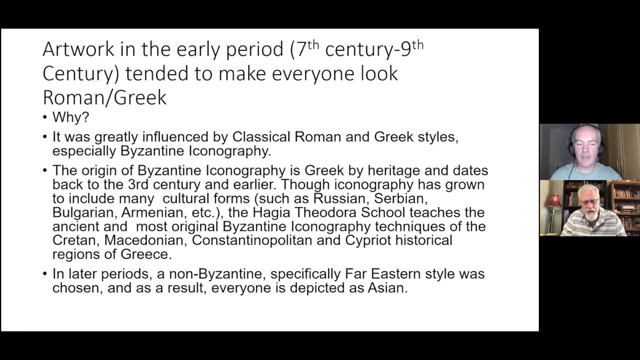 Artwork in the early period (7th century-9th
Century) tended to make everyone look
Roman/Greek
• Why?
• It was greatly influenced by Classical Roman and Greek styles,
especially Byzantine Iconography.
• The origin of Byzantine Iconography is Greek by heritage and dates
back to the 3rd century and earlier. Though iconography has grown
to include many cultural forms (such as Russian, Serbian,
Bulgarian, Armenian, etc.), the Hagia Theodora School teaches the
ancient and most original Byzantine Iconography techniques of the
Cretan, Macedonian, Constantinopolitan and Cypriot historical
regions of Greece.
• In later periods, a non-Byzantine, specifically Far Eastern style was
chosen, and as a result, everyone is depicted as Asian.